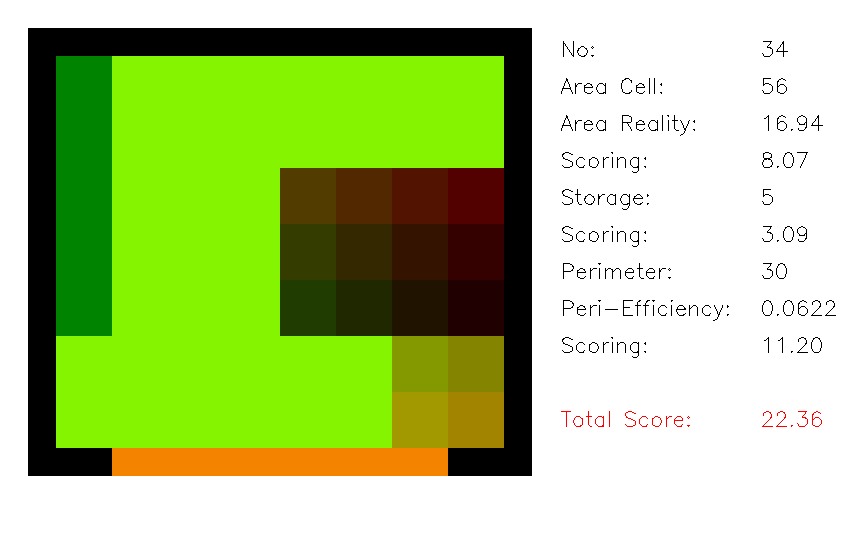 No: 34
Area Cell: 56
Area Reality: 16.94
Scoring: 8.07
Storage: 5
Scoring: 3.09
Perimeter: 30
Peri-Efficiency: 0.0622
Scoring: 11.20
Total Score: 22.36